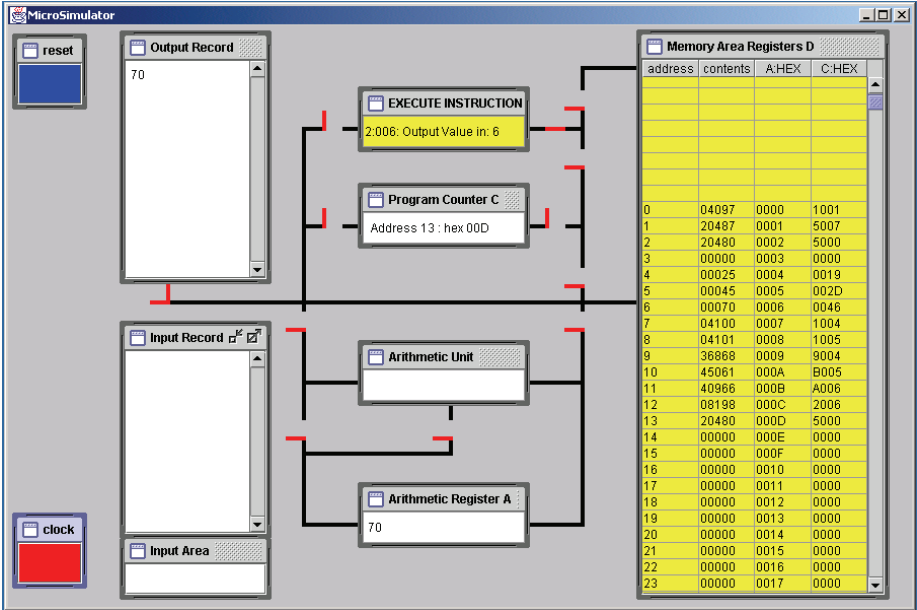 MicroSimulator
reset
Output Record
70
EXECUTE INSTRUCTION
2:006: Output Value in: 6
Program Counter C
Address 13 : hex 00D
Input Record
Arithmetic Unit
Arithmetic Register A
70
clock
Input Area
Memory Area Registers D
address contents A:HEX C:HEX
0 04097 0000 1001
1 20487 0001 5007
2 20480 0002 5000
3 00000 0003 0000
4 00025 0004 0019
5 00045 0005 002D
6 00070 0006 0046
7 04100 0007 1004
8 04101 0008 1005
9 36868 0009 9004
10 45061 000A B005
11 40966 000B A006
12 08198 000C 2006
13 20480 000D 5000
14 00000 000E 0000
15 00000 000F 0000
16 00000 0010 0000
17 00000 0011 0000
18 00000 0012 0000
19 00000 0013 0000
20 00000 0014 0000
21 00000 0015 0000
22 00000 0016 0000
23 00000 0017 0000